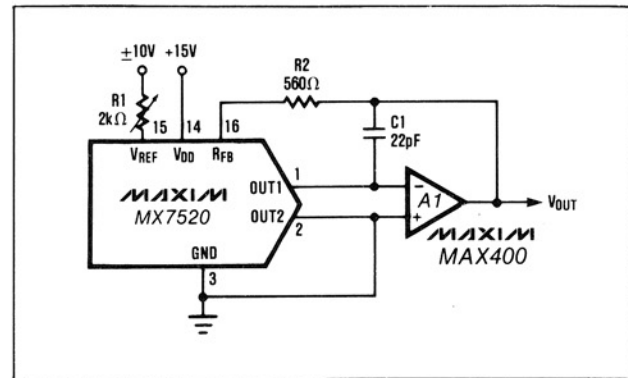 ±10V +15V
R1
2kΩ
R2
560Ω
C1
22pF
15 14 16
VREF VDD RFB
MAXIM
MX7520
OUT1
1
OUT2
2
GND
3
−
+
A1
VOUT
MAXIM
MAX400